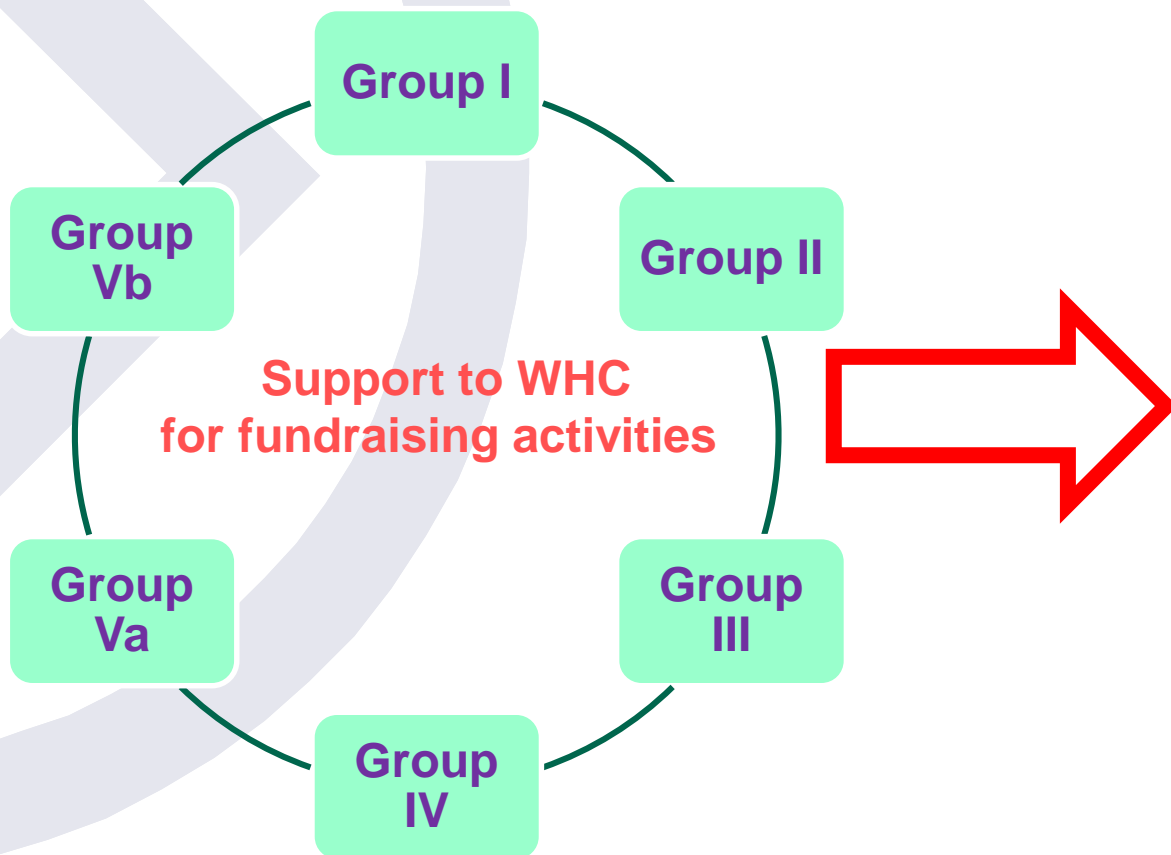 Group I
Group II
Group
III
Group
IV
Group
Va
Group
Vb
Support to WHC
for fundraising activities